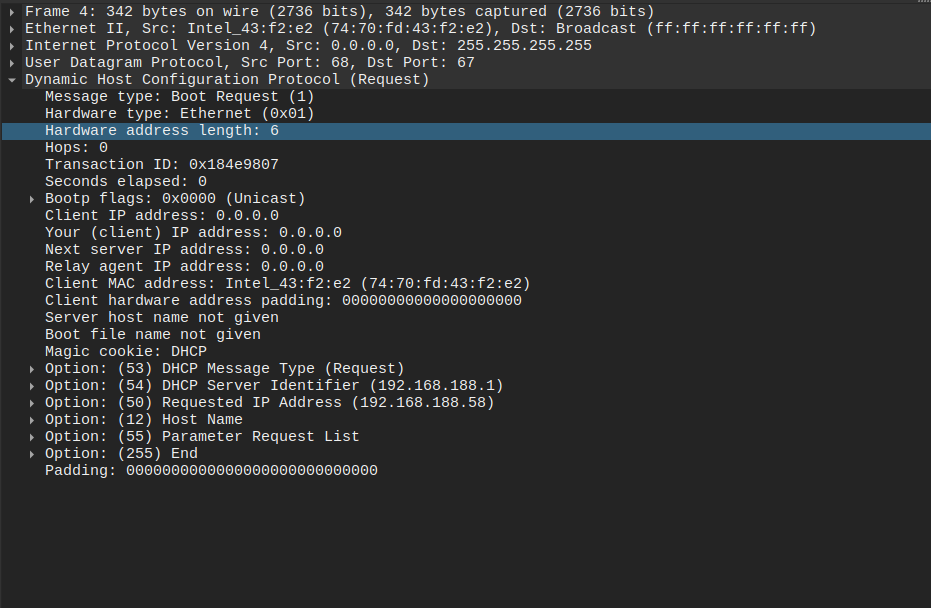 Frame 4: 342 bytes on wire (2736 bits), 342 bytes captured (2736 bits)
Ethernet II, Src: Intel_43:f2:e2 (74:70:fd:43:f2:e2), Dst: Broadcast (ff:ff:ff:ff:ff:ff)
Internet Protocol Version 4, Src: 0.0.0.0, Dst: 255.255.255.255
User Datagram Protocol, Src Port: 68, Dst Port: 67
Dynamic Host Configuration Protocol (Request)
Message type: Boot Request (1)
Hardware type: Ethernet (0x01)
Hardware address length: 6
Hops: 0
Transaction ID: 0x184e9807
Seconds elapsed: 0
Bootp flags: 0x0000 (Unicast)
Client IP address: 0.0.0.0
Your (client) IP address: 0.0.0.0
Next server IP address: 0.0.0.0
Relay agent IP address: 0.0.0.0
Client MAC address: Intel_43:f2:e2 (74:70:fd:43:f2:e2)
Client hardware address padding: 00000000000000000000
Server host name not given
Boot file name not given
Magic cookie: DHCP
Option: (53) DHCP Message Type (Request)
Option: (54) DHCP Server Identifier (192.168.188.1)
Option: (50) Requested IP Address (192.168.188.58)
Option: (12) Host Name
Option: (55) Parameter Request List
Option: (255) End
Padding: 0000000000000000000000000000